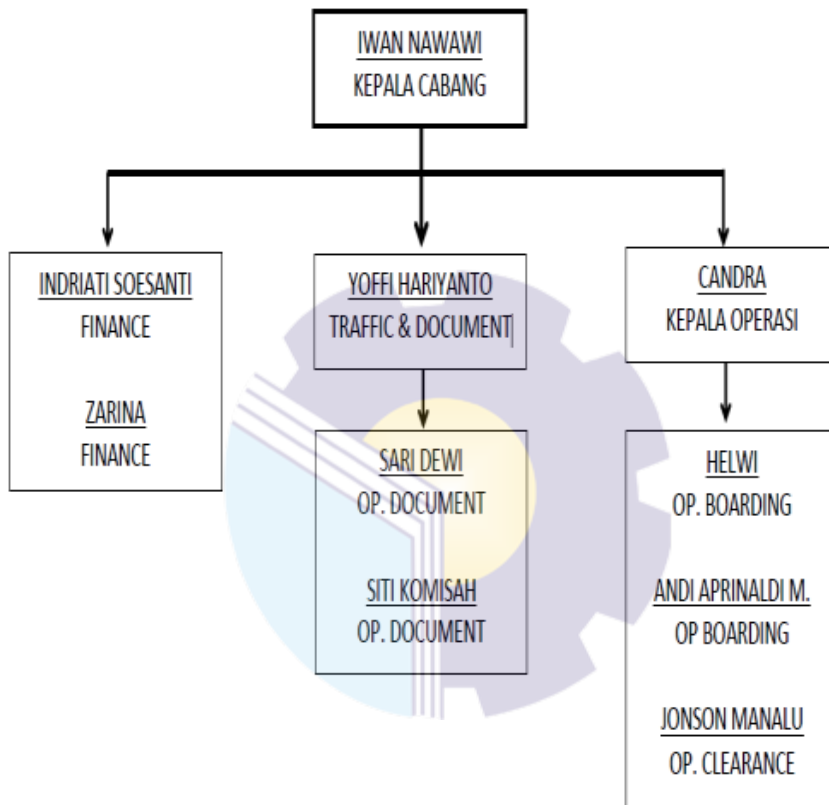 IWAN NAWAWI
KEPALA CABANG
INDRIATI SOESANTI
FINANCE
ZARINA
FINANCE
YOFFI HARIYANTO
TRAFFIC & DOCUMENT
SARI DEWI
OP. DOCUMENT
SITI KOMISAH
OP. DOCUMENT
CANDRA
KEPALA OPERASI
HELWI
OP. BOARDING
ANDI APRINALDI M.
OP BOARDING
JONSON MANALU
OP. CLEARANCE